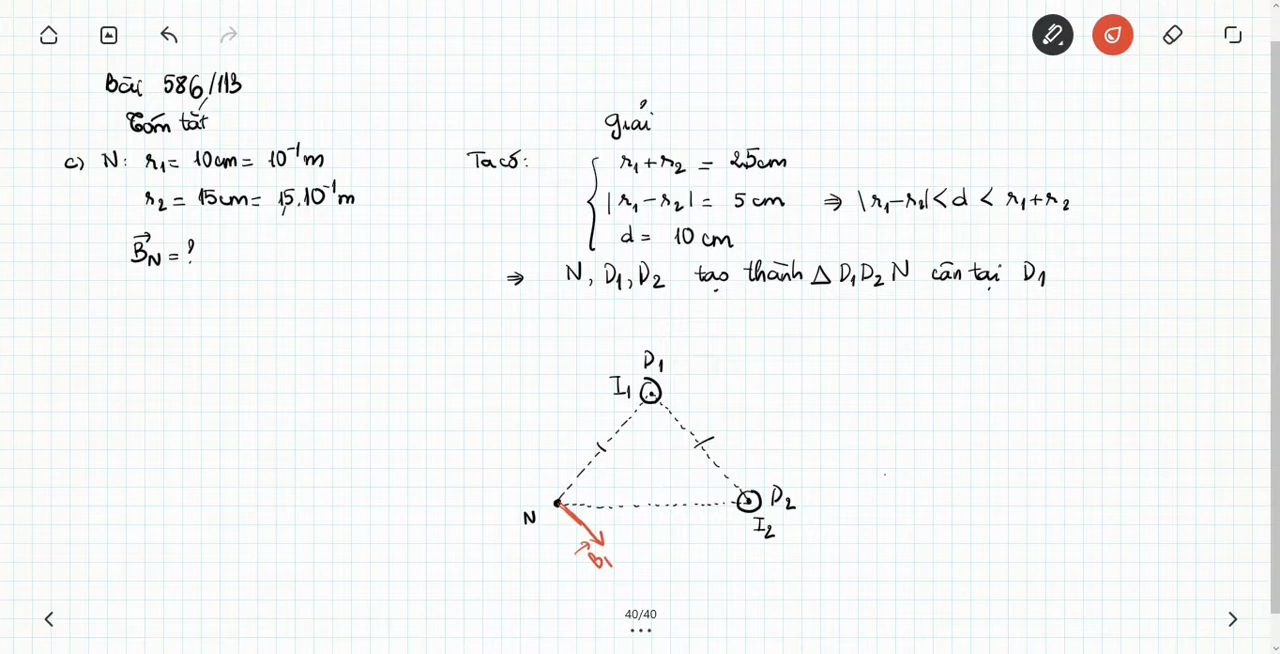 Bài 586/113
Tóm tắt
c) N: r₁ = 10cm = 10⁻¹m
r₂ = 15cm = 15.10⁻¹m
B⃗_N = ?
Giải
Ta có: { r₁ + r₂ = 25cm
|r₁ - r₂| = 5 cm ⇒ |r₁ - r₂| < d < r₁ + r₂
d = 10 cm
⇒ N, D₁, D₂ tạo thành Δ D₁D₂N cân tại D₁
D₁
I₁
N
D₂
I₂
B⃗₁
40/40